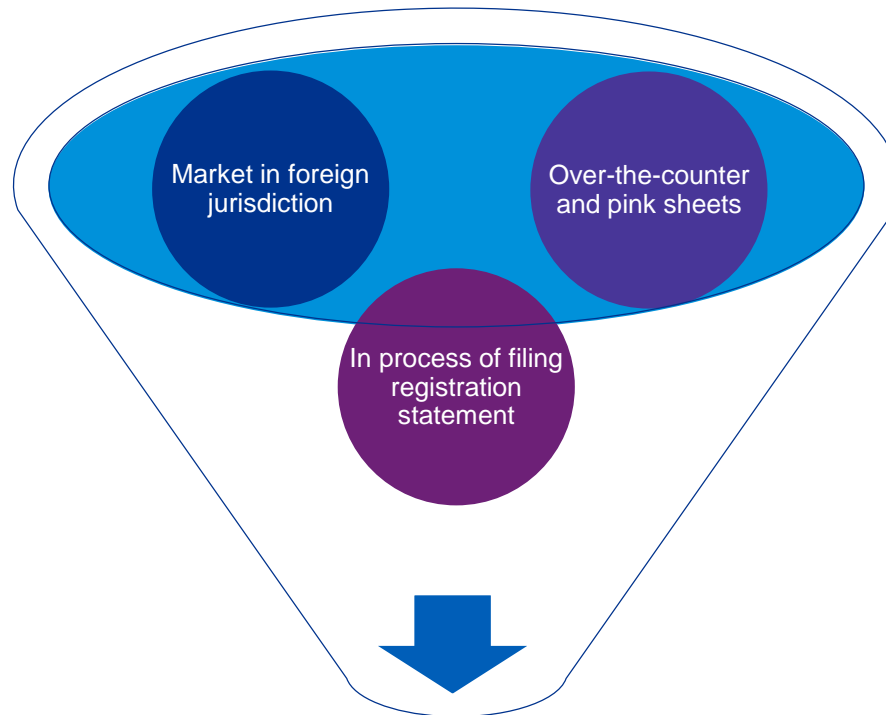 Market in foreign
jurisdiction
Over-the-counter
and pink sheets
In process of filing
registration
statement